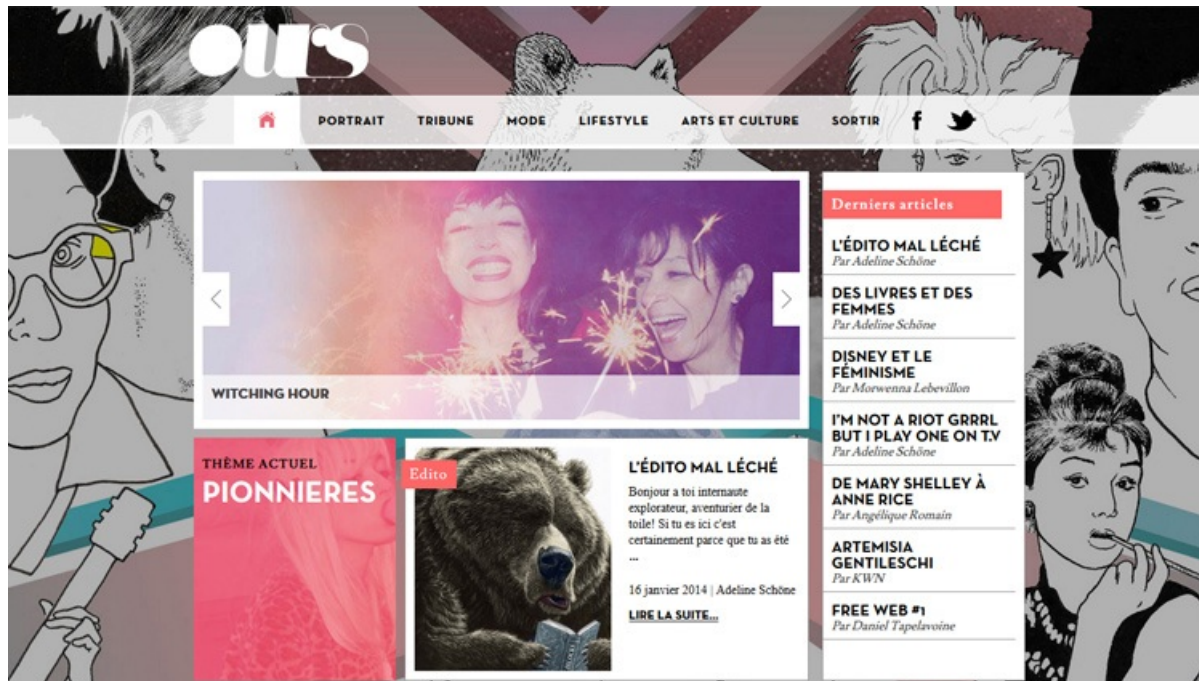 ours
PORTRAIT TRIBUNE MODE LIFESTYLE ARTS ET CULTURE SORTIR f
WITCHING HOUR
THÈME ACTUEL
PIONNIERES
Edito
L'ÉDITO MAL LÉCHÉ
Bonjour a toi internaute
explorateur, aventurier de la
toile! Si tu es ici c'est
certainement parce que tu as été
...
16 janvier 2014 | Adeline Schöne
LIRE LA SUITE...
Derniers articles
L'ÉDITO MAL LÉCHÉ
Par Adeline Schöne
DES LIVRES ET DES
FEMMES
Par Adeline Schöne
DISNEY ET LE
FÉMINISME
Par Morwenna Lebevillon
I'M NOT A RIOT GRRRL
BUT I PLAY ONE ON T.V
Par Adeline Schöne
DE MARY SHELLEY À
ANNE RICE
Par Angélique Romain
ARTEMISIA
GENTILESCHI
Par KWN
FREE WEB #1
Par Daniel Tapelavoine